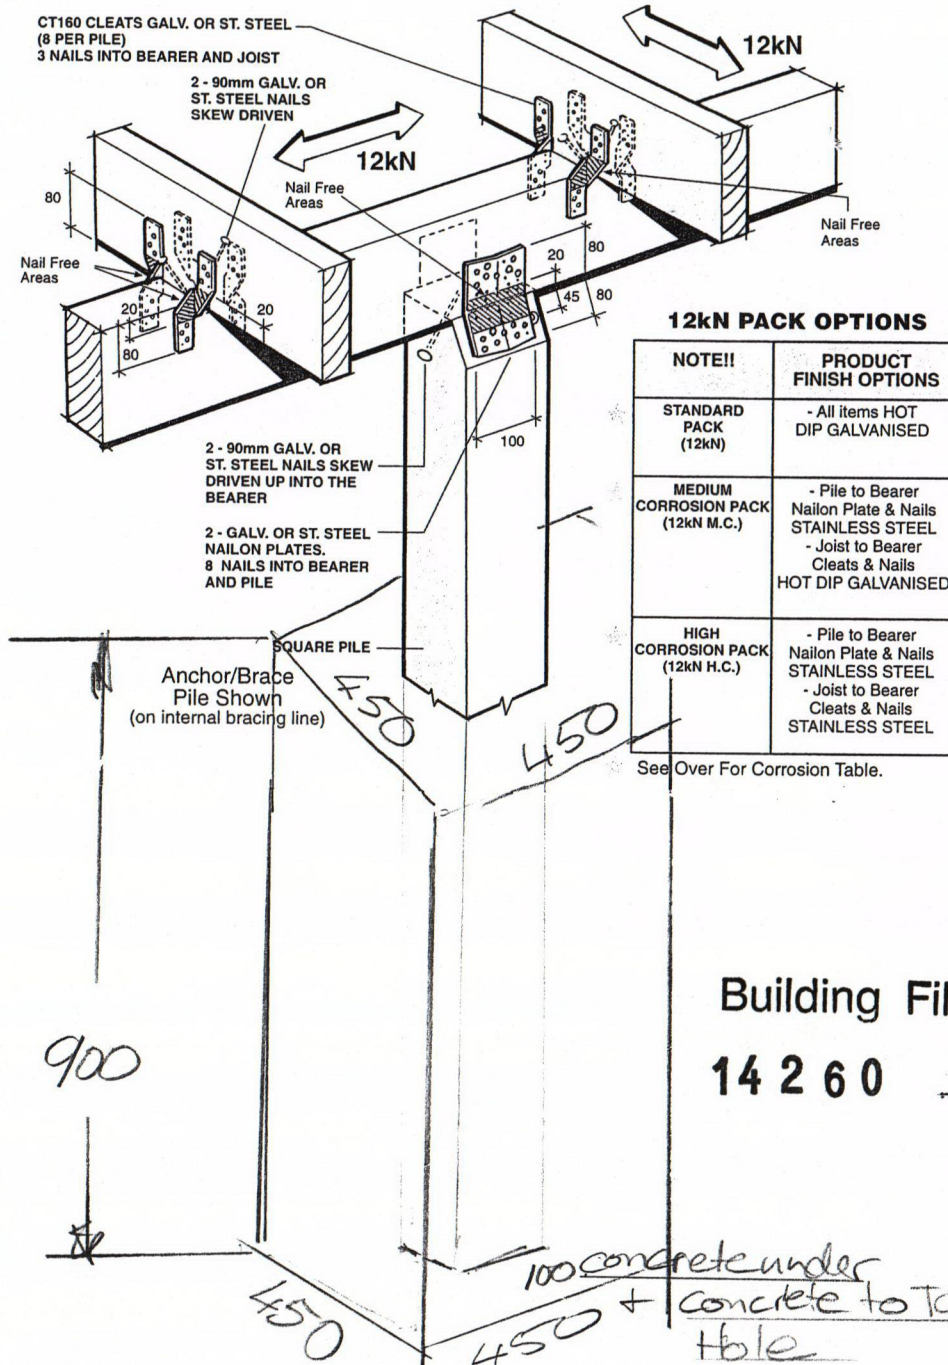 CT160 CLEATS GALV. OR ST. STEEL
(8 PER PILE)
3 NAILS INTO BEARER AND JOIST
2 - 90mm GALV. OR
ST. STEEL NAILS
SKEW DRIVEN
12kN
12kN
Nail Free
Areas
80
Nail Free
Areas
20
80
20
Nail Free
Areas
80
20
45
80
100
12kN PACK OPTIONS
NOTE!!
PRODUCT
FINISH OPTIONS
STANDARD
PACK
(12kN)
- All items HOT
DIP GALVANISED
MEDIUM
CORROSION PACK
(12kN M.C.)
- Pile to Bearer
Nailon Plate & Nails
STAINLESS STEEL
- Joist to Bearer
Cleats & Nails
HOT DIP GALVANISED
HIGH
CORROSION PACK
(12kN H.C.)
- Pile to Bearer
Nailon Plate & Nails
STAINLESS STEEL
- Joist to Bearer
Cleats & Nails
STAINLESS STEEL
See Over For Corrosion Table.
2 - 90mm GALV. OR
ST. STEEL NAILS SKEW
DRIVEN UP INTO THE
BEARER
2 - GALV. OR ST. STEEL
NAILON PLATES.
8 NAILS INTO BEARER
AND PILE
SQUARE PILE
Anchor/Brace
Pile Shown
(on internal bracing line)
450
450
900
Building Fil
14260
100 concrete under
+ concrete to To
Hole
450
450